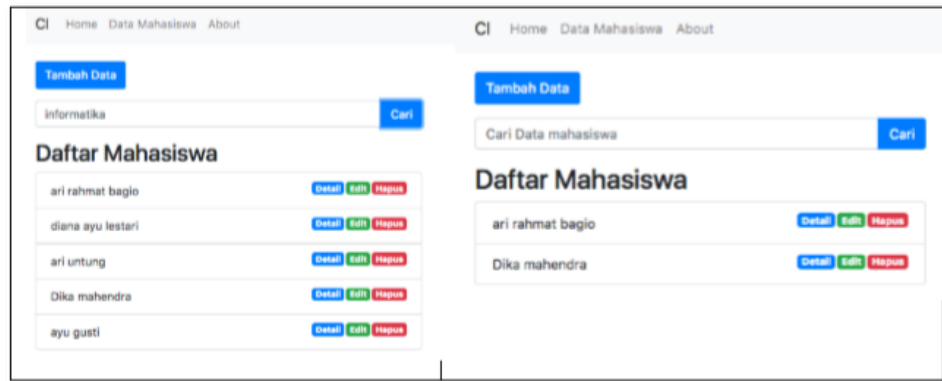 CI Home Data Mahasiswa About
Tambah Data
informatika Cari
Daftar Mahasiswa
ari rahmat bagio Detail Edit Hapus
diana ayu lestari Detail Edit Hapus
ari untung Detail Edit Hapus
Dika mahendra Detail Edit Hapus
ayu gusti Detail Edit Hapus
CI Home Data Mahasiswa About
Tambah Data
Cari Data mahasiswa Cari
Daftar Mahasiswa
ari rahmat bagio Detail Edit Hapus
Dika mahendra Detail Edit Hapus